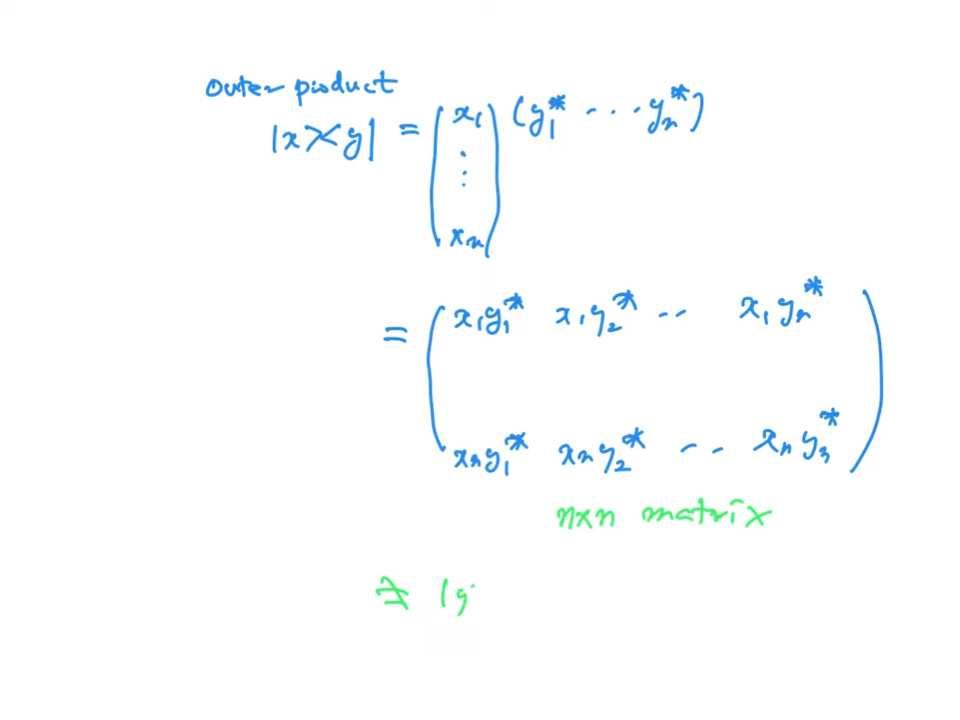 outer product
|x⟩⟨y| = (x₁ ⋮ xₙ) (y₁* ··· yₙ*)
= (x₁y₁* x₁y₂* ·· x₁yₙ*
xₙy₁* xₙy₂* ·· xₙyₙ*)
n×n matrix
≠ |y